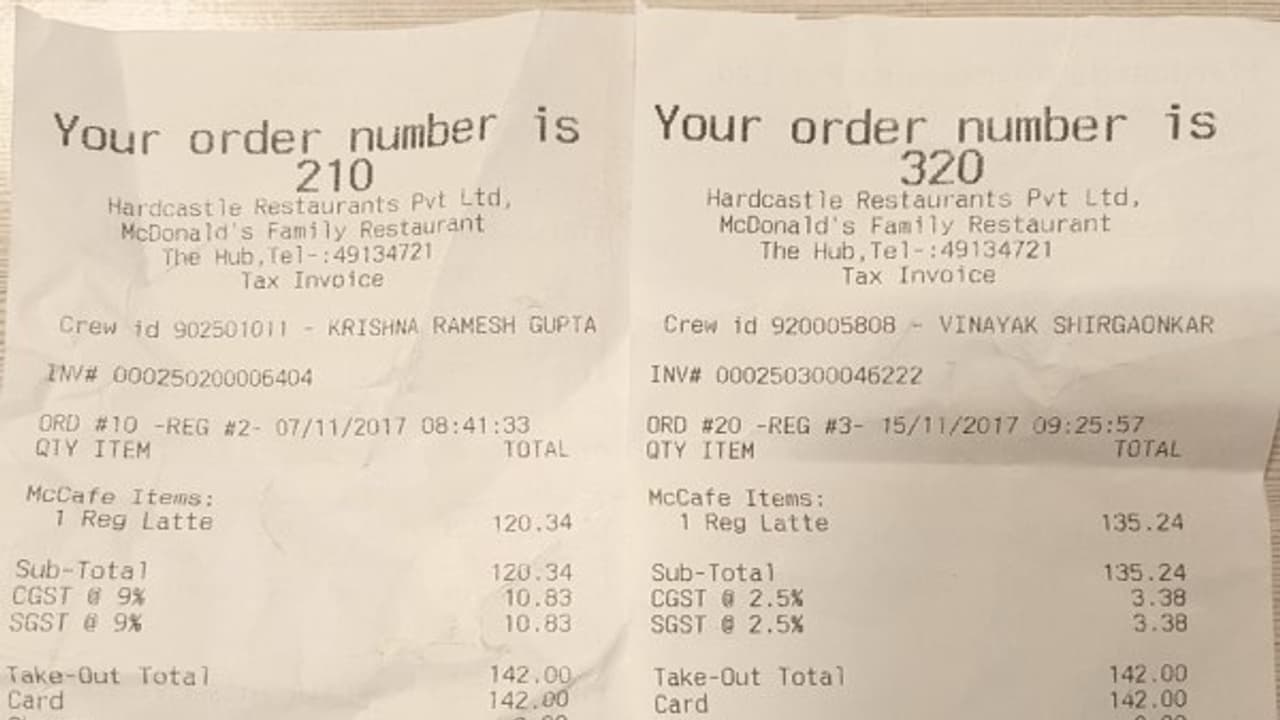 Your order number is
210
Hardcastle Restaurants Pvt Ltd,
McDonald's Family Restaurant
The Hub,Tel-:49134721
Tax Invoice
Crew id 902501011 - KRISHNA RAMESH GUPTA
INV# 000250200006404
ORD #10 -REG #2- 07/11/2017 08:41:33
QTY ITEM TOTAL
McCafe Items:
1 Reg Latte 120.34
Sub-Total 120.34
CGST @ 9% 10.83
SGST @ 9% 10.83
Take-Out Total 142.00
Card 142.00
Your order number is
320
Hardcastle Restaurants Pvt Ltd,
McDonald's Family Restaurant
The Hub,Tel-:49134721
Tax Invoice
Crew id 920005808 - VINAYAK SHIRGAONKAR
INV# 000250300046222
ORD #20 -REG #3- 15/11/2017 09:25:57
QTY ITEM TOTAL
McCafe Items:
1 Reg Latte 135.24
Sub-Total 135.24
CGST @ 2.5% 3.38
SGST @ 2.5% 3.38
Take-Out Total 142.00
Card 142.00